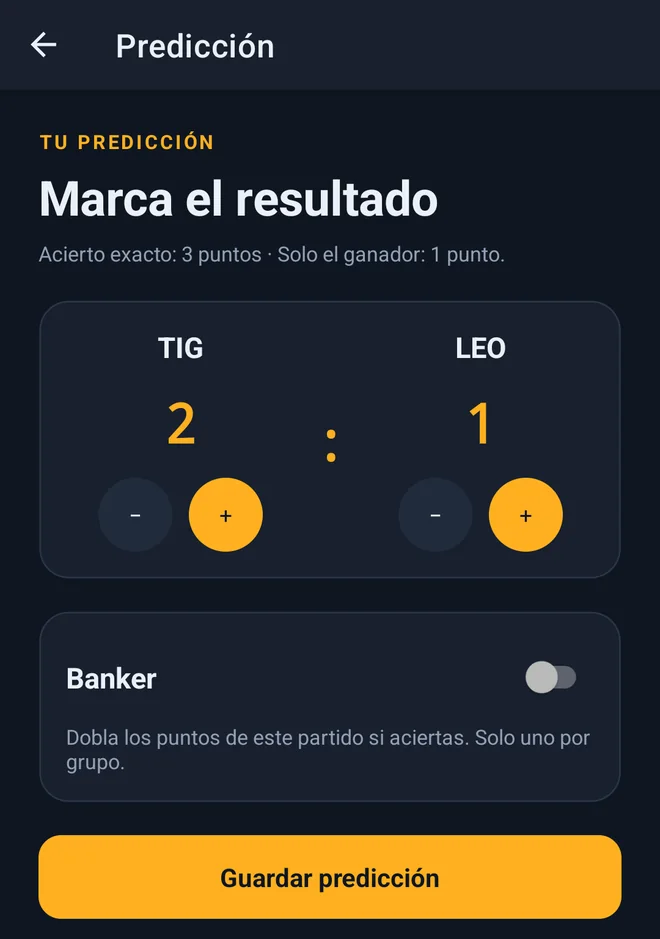 Predicción
TU PREDICCIÓN
Marca el resultado
Acierto exacto: 3 puntos · Solo el ganador: 1 punto.
TIG
LEO
2
:
1
−
+
−
+
Banker
Dobla los puntos de este partido si aciertas. Solo uno por
grupo.
Guardar predicción